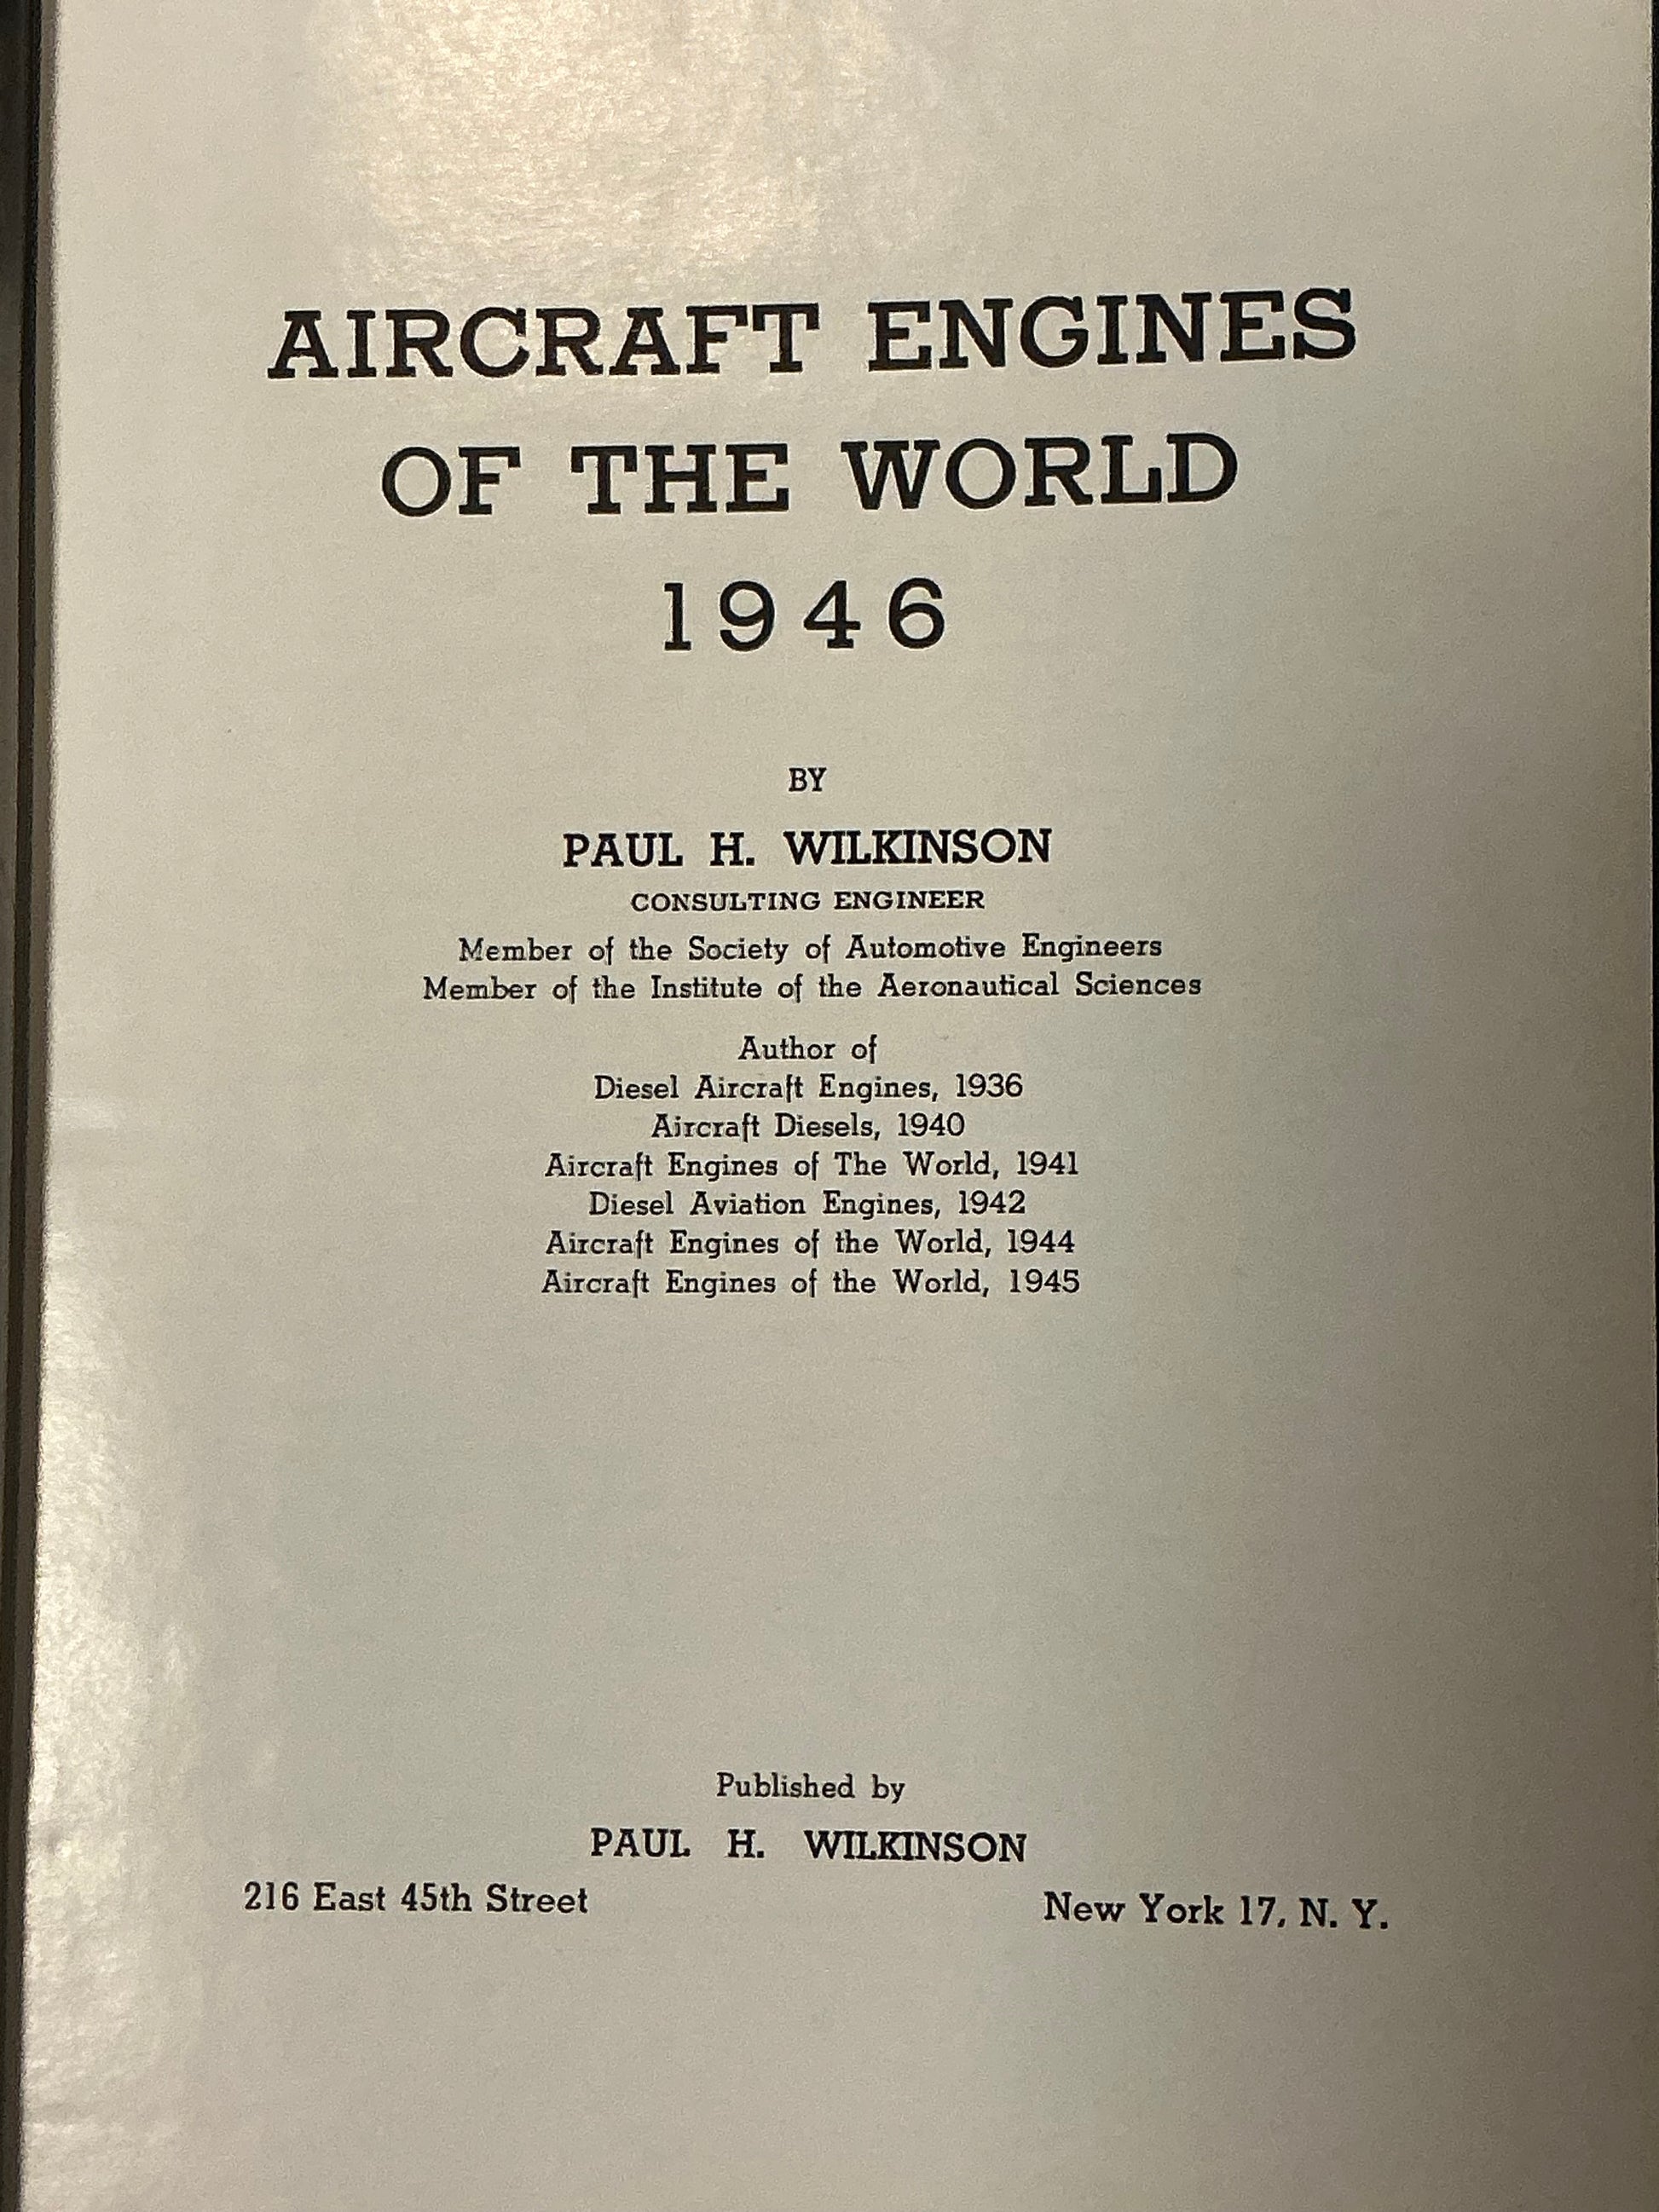 AIRCRAFT ENGINES
OF THE WORLD
1946
BY
PAUL H. WILKINSON
CONSULTING ENGINEER
Member of the Society of Automotive Engineers
Member of the Institute of the Aeronautical Sciences
Author of
Diesel Aircraft Engines, 1936
Aircraft Diesels, 1940
Aircraft Engines of The World, 1941
Diesel Aviation Engines, 1942
Aircraft Engines of the World, 1944
Aircraft Engines of the World, 1945
Published by
PAUL H. WILKINSON
216 East 45th Street New York 17, N. Y.